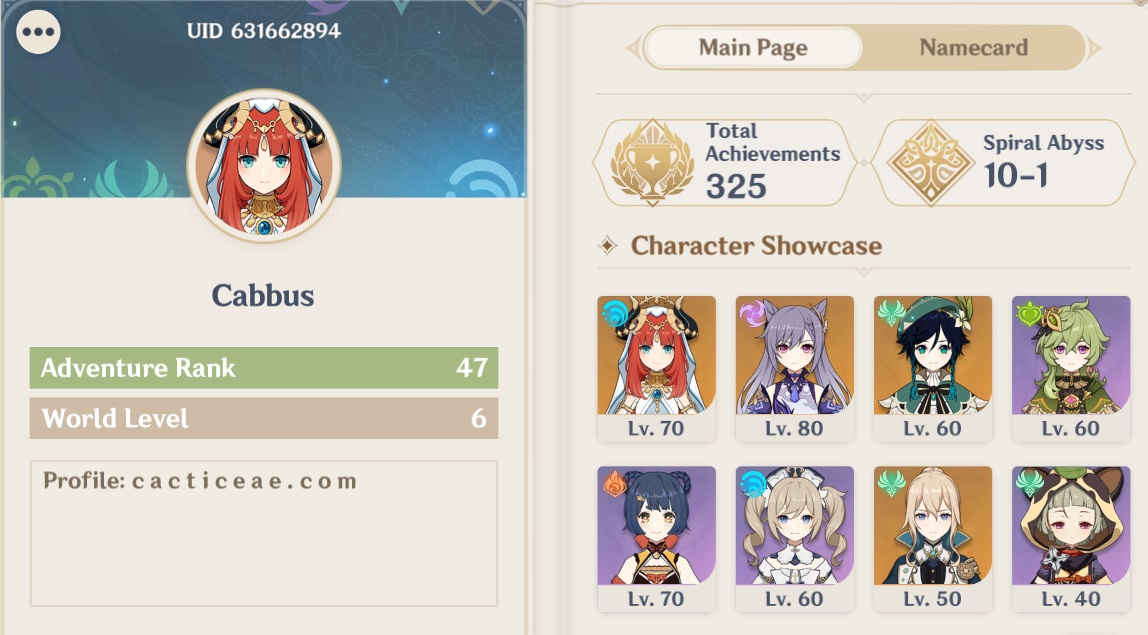 UID 631662894
Cabbus
Adventure Rank 47
World Level 6
Profile: c a c t i c e a e . c o m
Main Page
Namecard
Total
Achievements
325
Spiral Abyss
10-1
Character Showcase
Lv. 70
Lv. 80
Lv. 60
Lv. 60
Lv. 70
Lv. 60
Lv. 50
Lv. 40